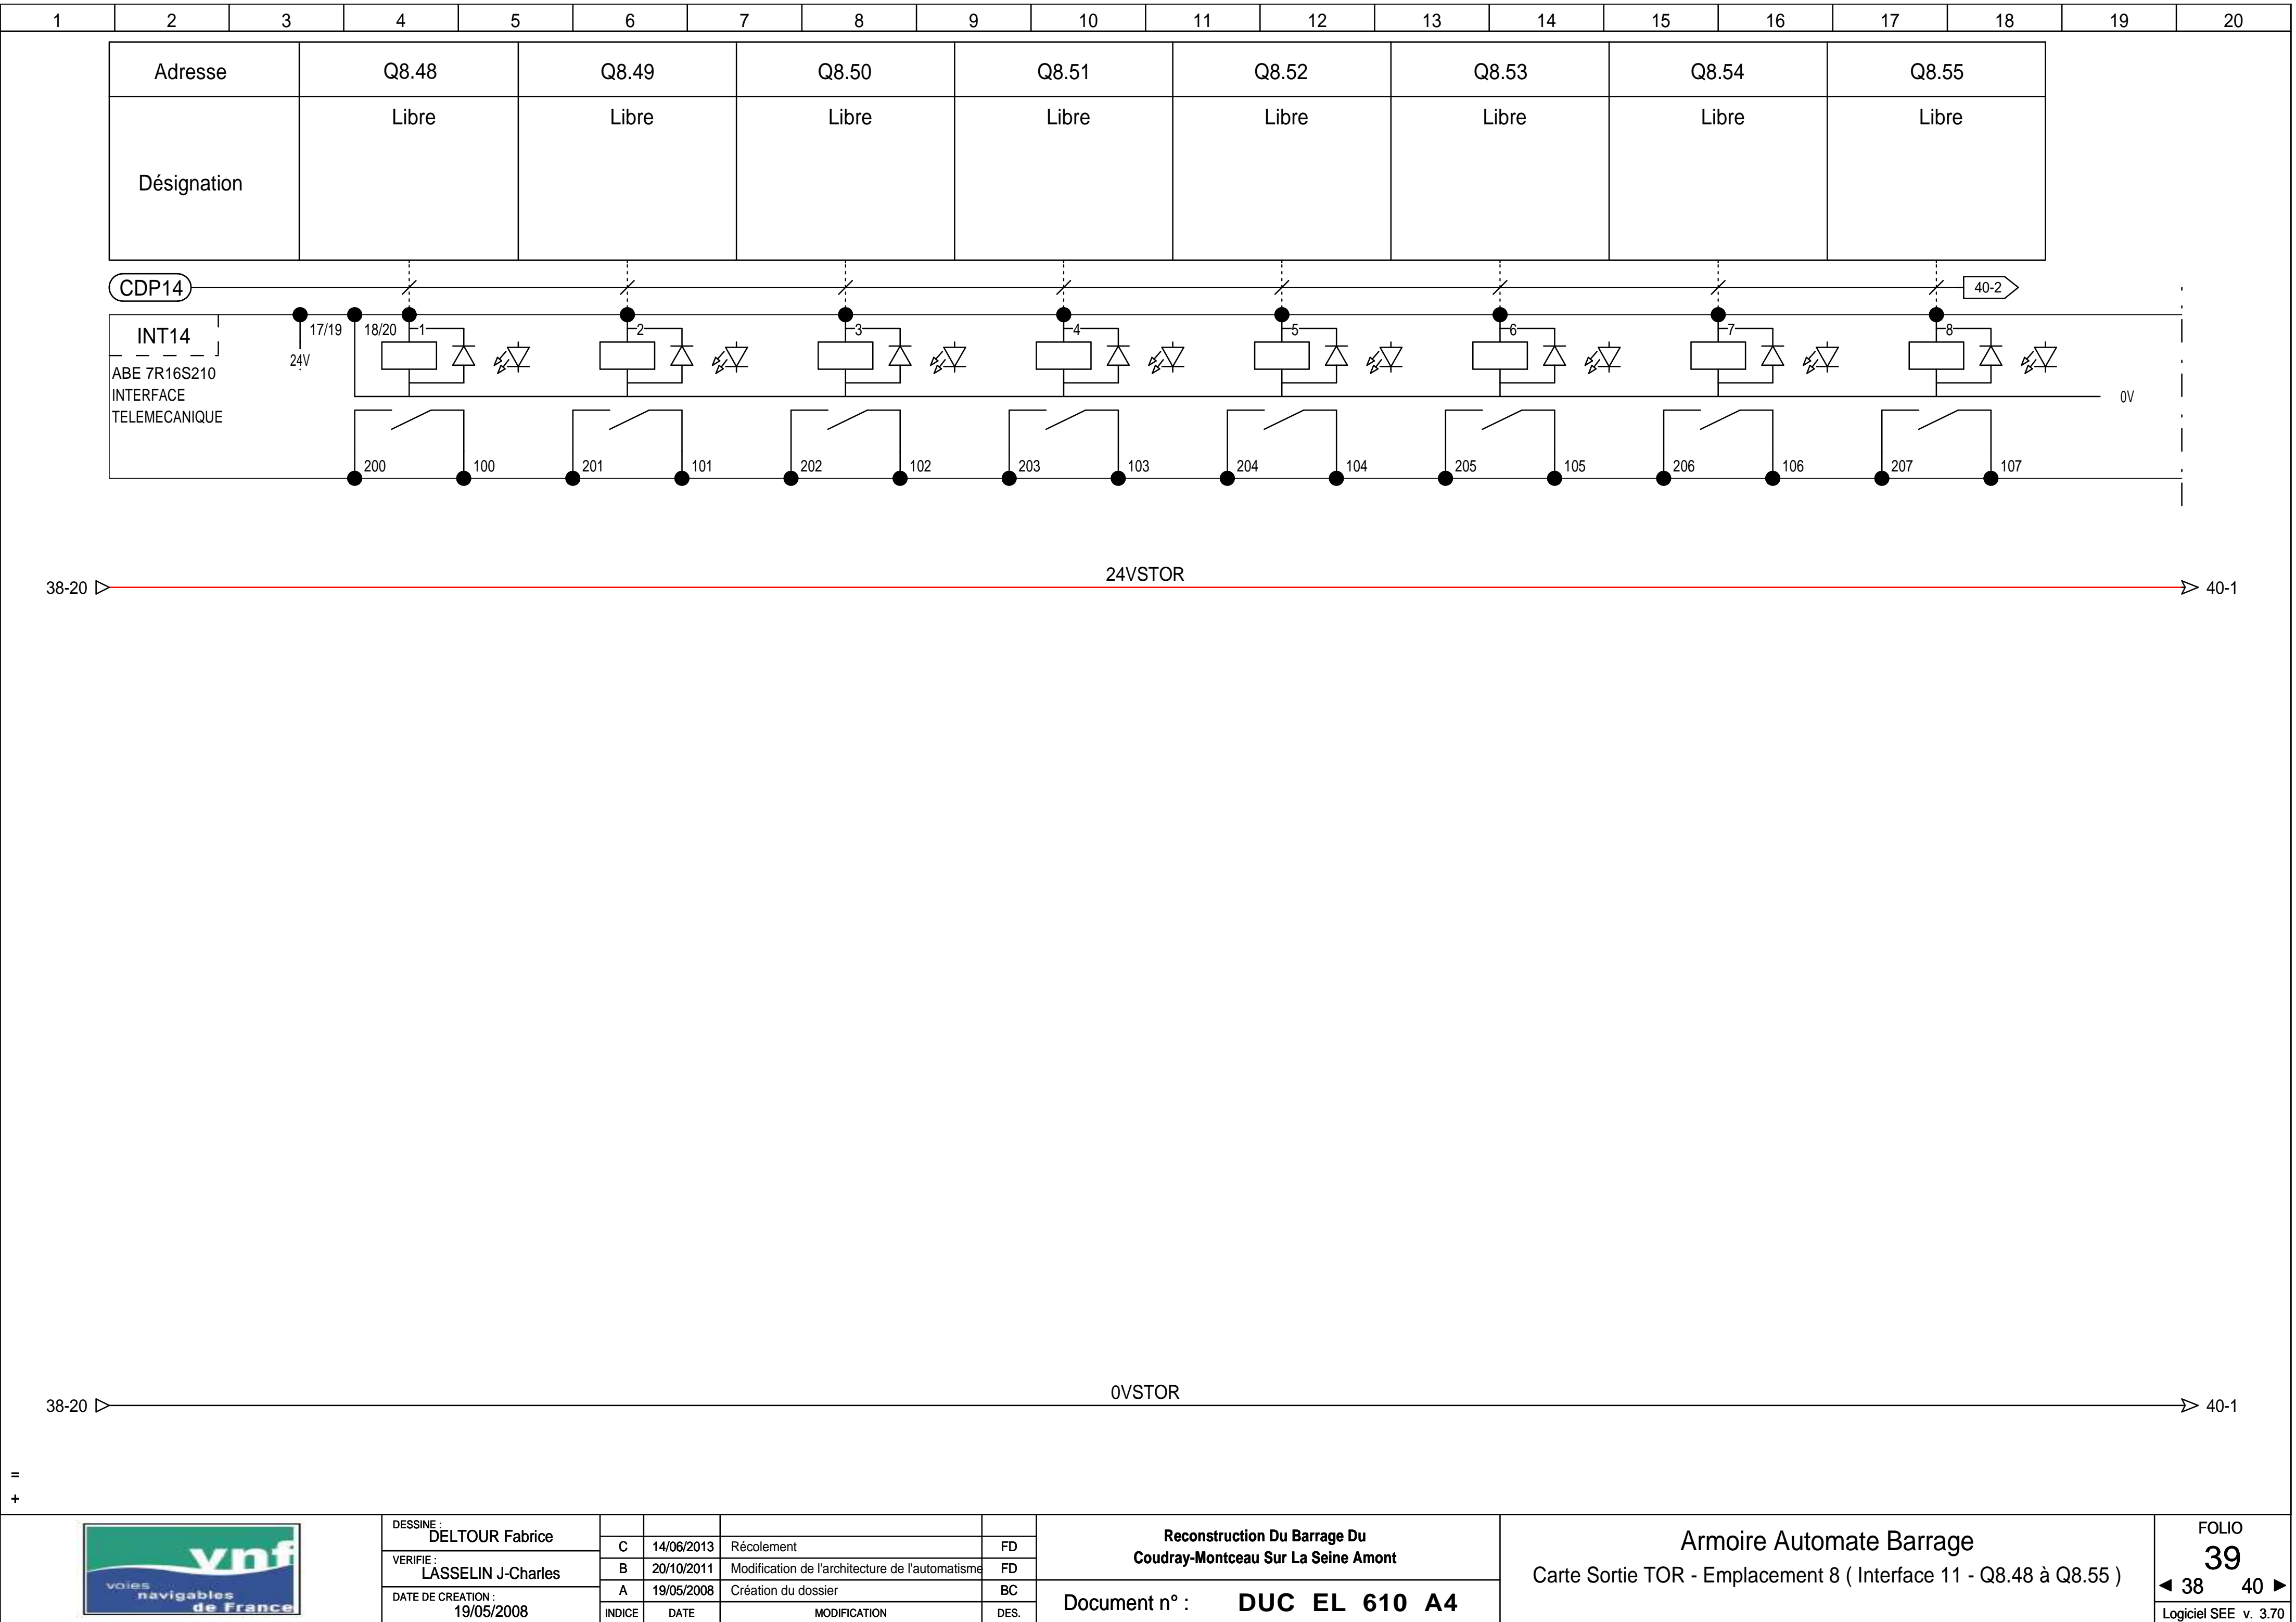 1 2 3 4 5 6 7 8 9 10 11 12 13 14 15 16 17 18 19 20
Adresse Q8.48 Q8.49 Q8.50 Q8.51 Q8.52 Q8.53 Q8.54 Q8.55
Désignation Libre Libre Libre Libre Libre Libre Libre Libre
CDP14 40-2
INT14 17/19 18/20 1 2 3 4 5 6 7 8
24V
ABE 7R16S210
INTERFACE 0V
TELEMECANIQUE
200 100 201 101 202 102 203 103 204 104 205 105 206 106 207 107
24VSTOR
38-20 40-1
0VSTOR
38-20 40-1
=
+
vnf
voies
navigables
de France
DESSINE :
DELTOUR Fabrice
VERIFIE :
LASSELIN J-Charles
DATE DE CREATION :
19/05/2008
C 14/06/2013 Récolement FD
B 20/10/2011 Modification de l'architecture de l'automatisme FD
A 19/05/2008 Création du dossier BC
INDICE DATE MODIFICATION DES.
Reconstruction Du Barrage Du
Coudray-Montceau Sur La Seine Amont
Document n° : DUC EL 610 A4
Armoire Automate Barrage
Carte Sortie TOR - Emplacement 8 ( Interface 11 - Q8.48 à Q8.55 )
FOLIO
39
◄ 38 40 ►
Logiciel SEE v. 3.70